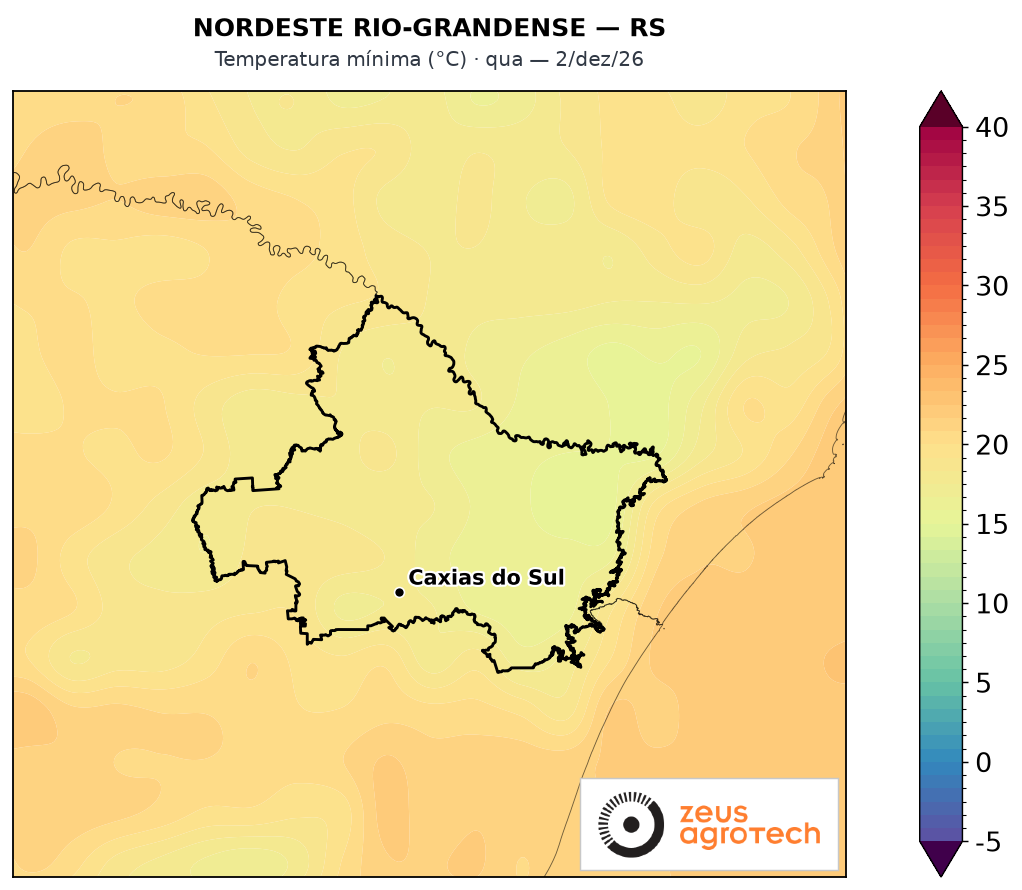 NORDESTE RIO-GRANDENSE — RS
Temperatura mínima (°C) · qua — 2/dez/26
40
35
30
25
20
15
10
5
0
-5
Caxias do Sul
zeus
agrotech